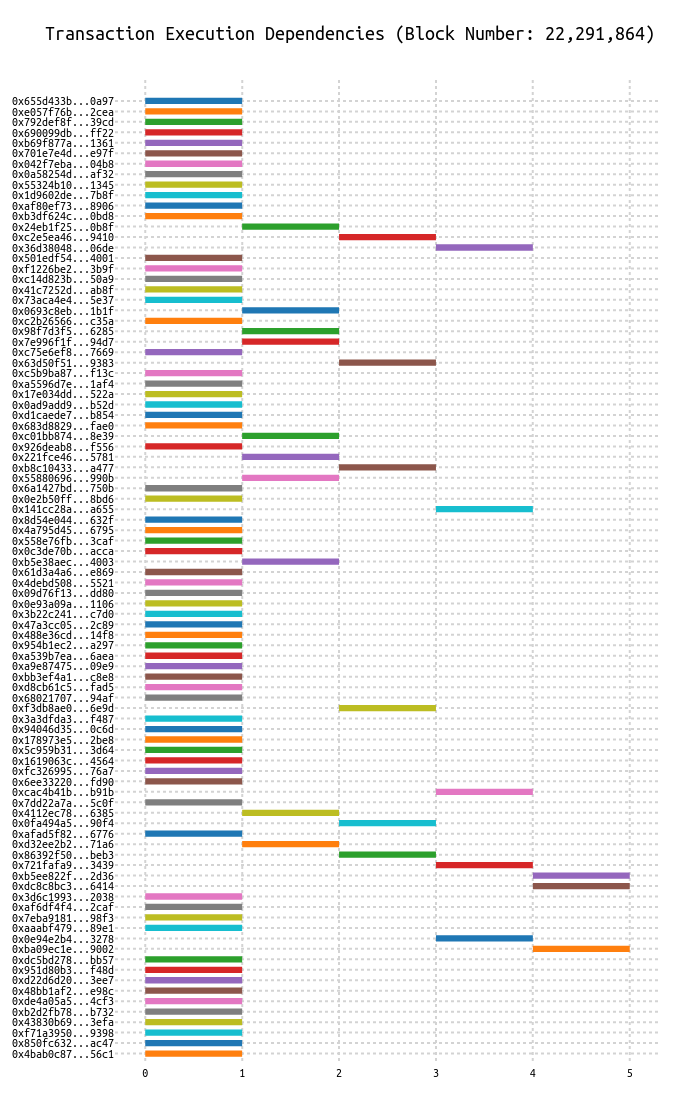 Transaction Execution Dependencies (Block Number: 22,291,864)
0x655d433b...0a97
0xe057f76b...2cea
0x792def8f...39cd
0x690099db...ff22
0xb69f877a...1361
0x701e7e4d...e97f
0x042f7eba...04b8
0x0a58254d...af32
0x55324b10...1345
0x1d9602de...7b8f
0xaf80ef73...8906
0xb3df624c...0bd8
0x24eb1f25...0b8f
0xc2e5ea46...9410
0x36d38048...06de
0x501edf54...4001
0xf1226be2...3b9f
0xc14d823b...50a9
0x41c7252d...ab8f
0x73aca4e4...5e37
0x0693c8eb...1b1f
0xc2b26566...c35a
0x98f7d3f5...6285
0x7e996f1f...94d7
0xc75e6ef8...7669
0x63d50f51...9383
0xc5b9ba87...f13c
0xa5596d7e...1af4
0x17e034dd...522a
0x0ad9add9...b52d
0xd1caede7...b854
0x683d8829...fae0
0xc01bb874...8e39
0x926deab8...f556
0x221fce46...5781
0xb8c10433...a477
0x55880696...990b
0x6a1427bd...750b
0x0e2b50ff...8bd6
0x141cc28a...a655
0x8d54e044...632f
0x4a795d45...6795
0x558e76fb...3caf
0x0c3de70b...acca
0xb5e38aec...4003
0x61d3a4a6...e869
0x4debd508...5521
0x09d76f13...dd80
0x0e93a09a...1106
0x3b22c241...c7d0
0x47a3cc05...2c89
0x488e36cd...14f8
0x954b1ec2...a297
0xa539b7ea...6aea
0xa9e87475...09e9
0xbb3ef4a1...c8e8
0xd8cb61c5...fad5
0x68021707...94af
0xf3db8ae0...6e9d
0x3a3dfda3...f487
0x94046d35...0c6d
0x178973e5...2be8
0x5c959b31...3d64
0x1619063c...4564
0xfc326995...76a7
0x6ee33220...fd90
0xcac4b41b...b91b
0x7dd22a7a...5c0f
0x4112ec78...6385
0x0fa494a5...90f4
0xafad5f82...6776
0xd32ee2b2...71a6
0x86392f50...beb3
0x721fafa9...3439
0xb5ee822f...2d36
0xdc8c8bc3...6414
0x3d6c1993...2038
0xaf6df4f4...2caf
0x7eba9181...98f3
0xaaabf479...89e1
0x0e94e2b4...3278
0xba09ec1e...9002
0xdc5bd278...bb57
0x951d80b3...f48d
0xd22d6d20...3ee7
0x48bb1af2...e98c
0xde4a05a5...4cf3
0xb2d2fb78...b732
0x43830b69...3efa
0xf71a3950...9398
0x850fc632...ac47
0x4bab0c87...56c1
0 1 2 3 4 5